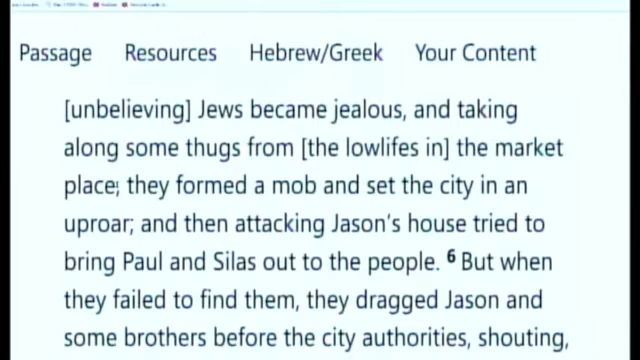 Passage Resources Hebrew/Greek Your Content
[unbelieving] Jews became jealous, and taking
along some thugs from [the lowlifes in] the market
place; they formed a mob and set the city in an
uproar; and then attacking Jason's house tried to
bring Paul and Silas out to the people. 6 But when
they failed to find them, they dragged Jason and
some brothers before the city authorities, shouting,